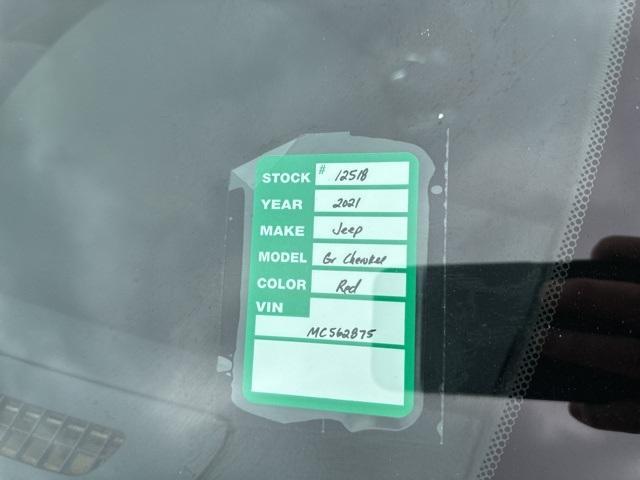 STOCK # 1251B
YEAR 2021
MAKE Jeep
MODEL Gr Cherokee
COLOR Red
VIN
MC562875